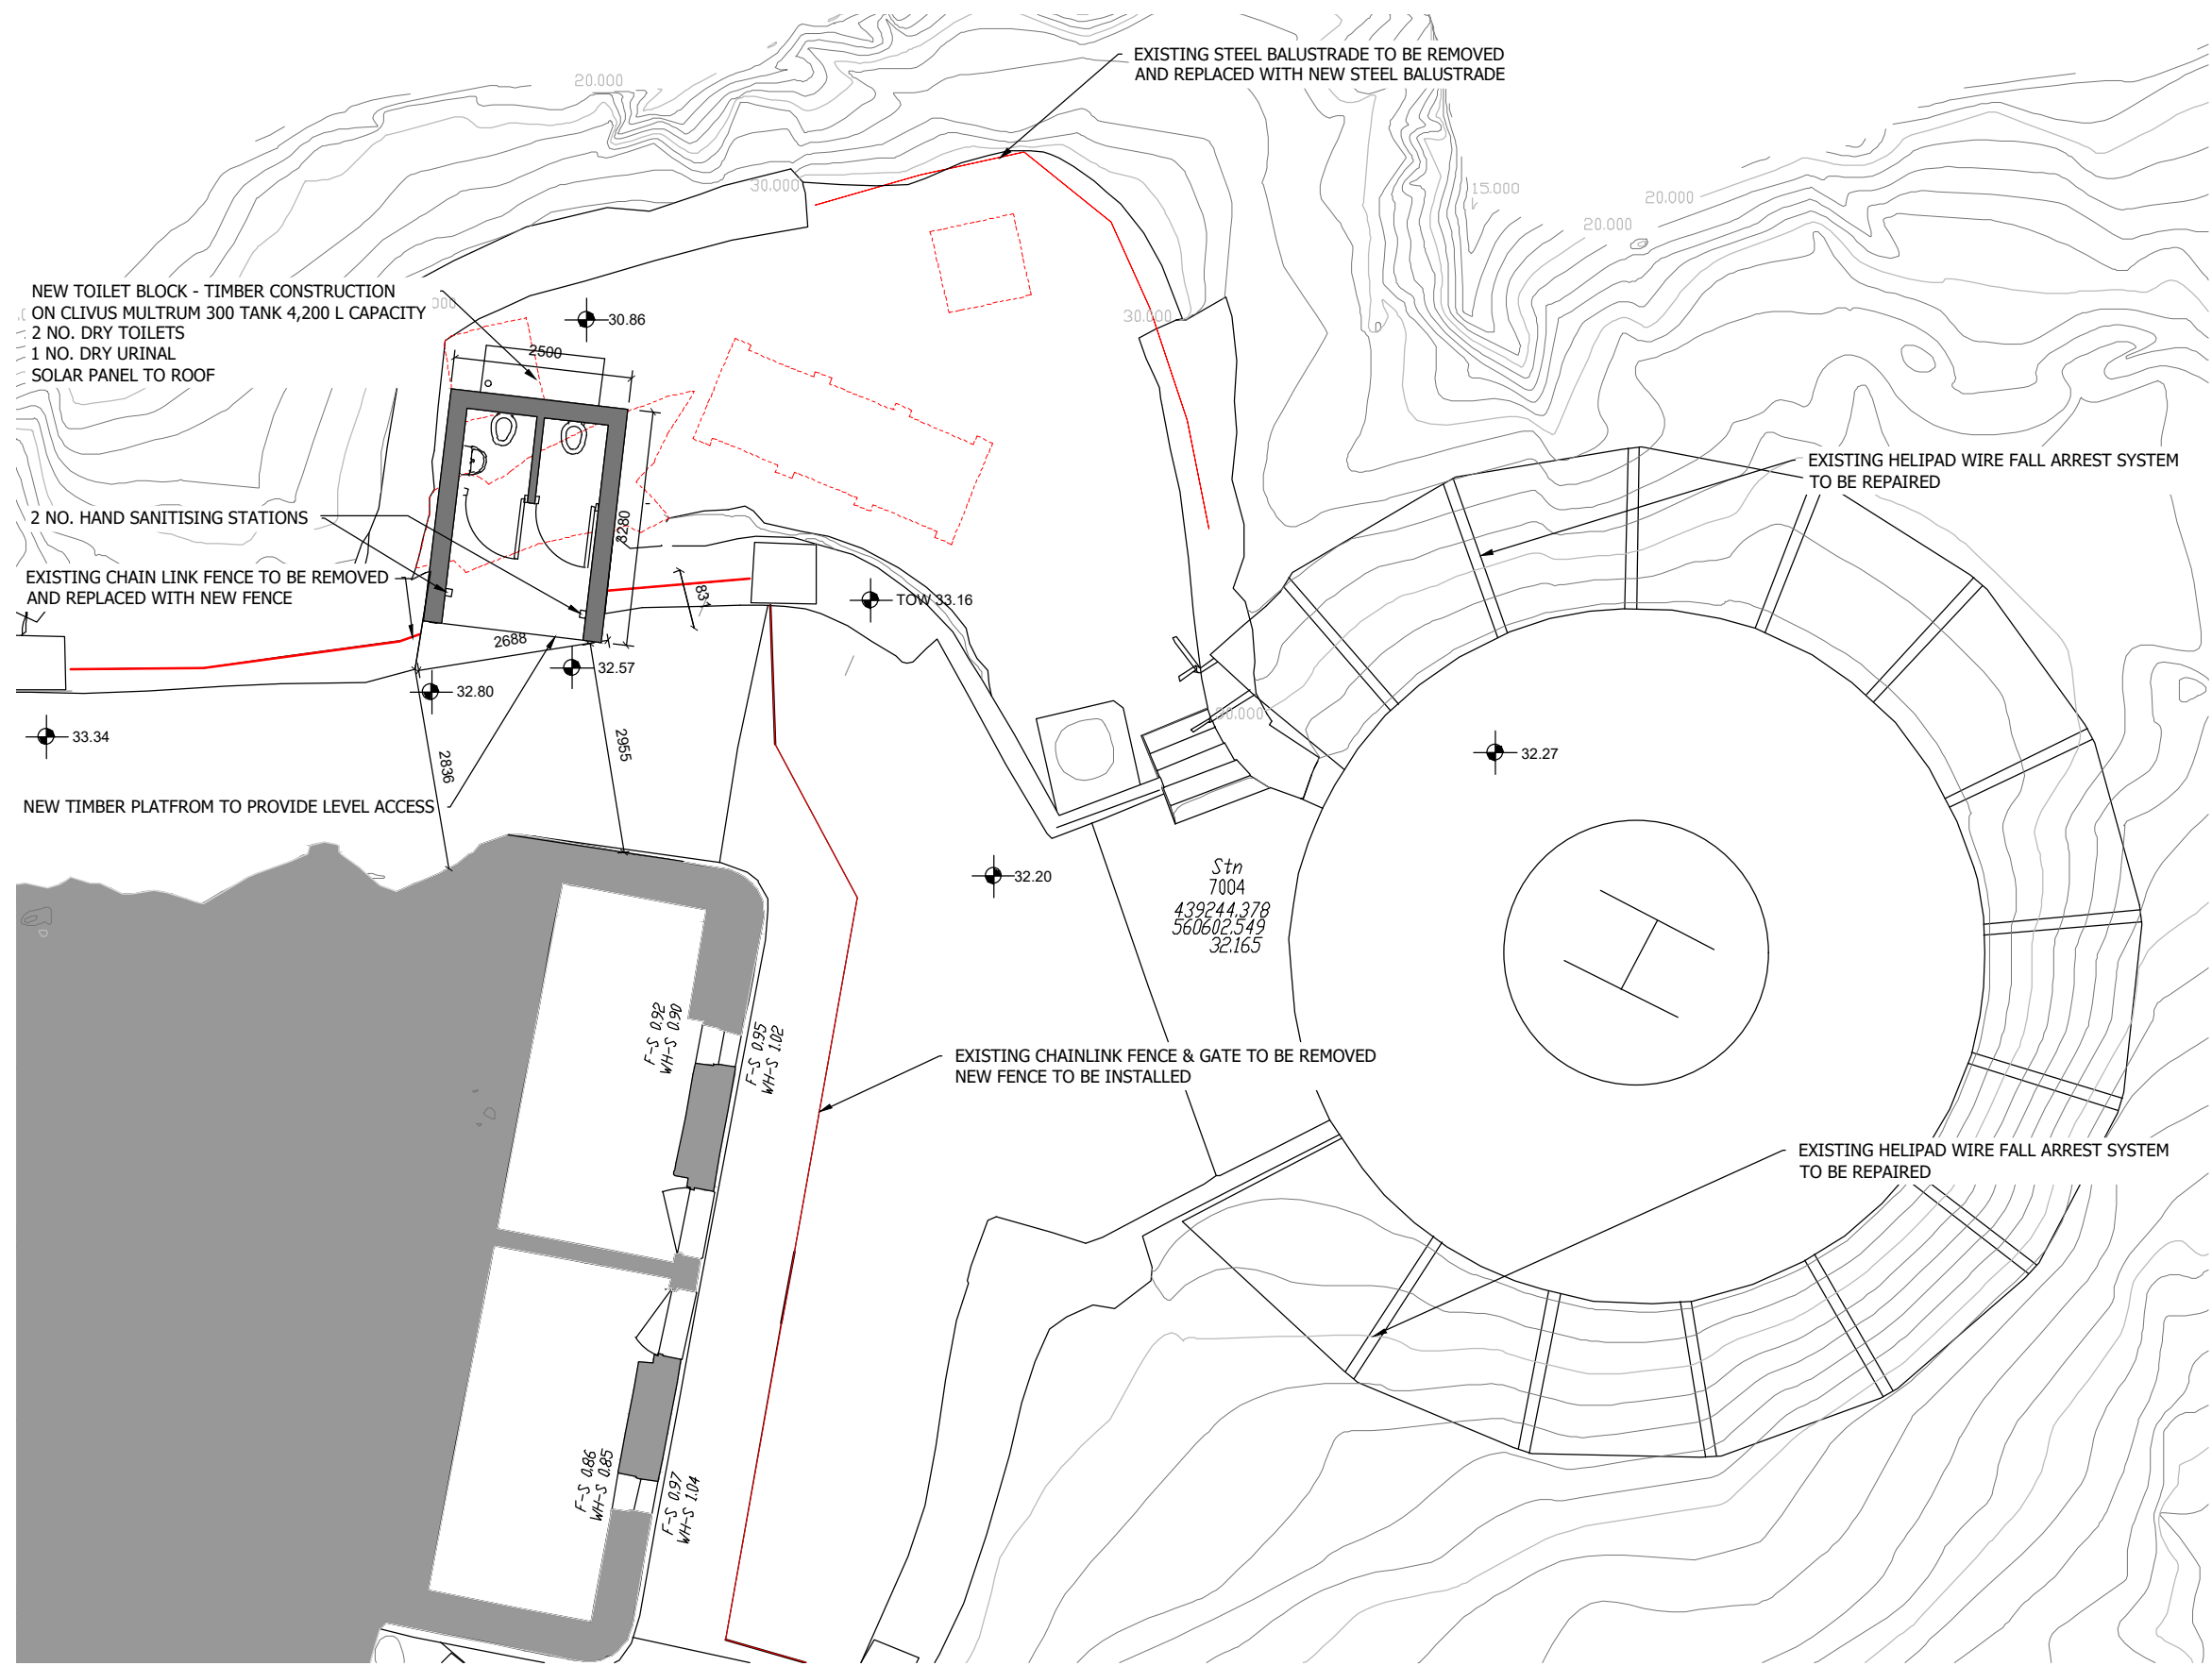 EXISTING STEEL BALUSTRADE TO BE REMOVED
AND REPLACED WITH NEW STEEL BALUSTRADE
20.000
30.000
15.000
20.000
20.000
NEW TOILET BLOCK - TIMBER CONSTRUCTION
ON CLIVUS MULTRUM 300 TANK 4,200 L CAPACITY
2 NO. DRY TOILETS
1 NO. DRY URINAL
SOLAR PANEL TO ROOF
30.86
30.000
2500
EXISTING HELIPAD WIRE FALL ARREST SYSTEM
TO BE REPAIRED
2 NO. HAND SANITISING STATIONS
3280
EXISTING CHAIN LINK FENCE TO BE REMOVED
AND REPLACED WITH NEW FENCE
TOW 33.16
2688
32.57
32.80
33.34
30.000
2836
2955
32.27
NEW TIMBER PLATFROM TO PROVIDE LEVEL ACCESS
32.20
Stn
7004
439244.378
560602.549
32.165
F-S 0.92
WH-S 0.90
F-S 0.95
WH-S 1.02
EXISTING CHAINLINK FENCE & GATE TO BE REMOVED
NEW FENCE TO BE INSTALLED
H
EXISTING HELIPAD WIRE FALL ARREST SYSTEM
TO BE REPAIRED
F-S 0.86
WH-S 0.85
F-S 0.97
WH-S 1.04